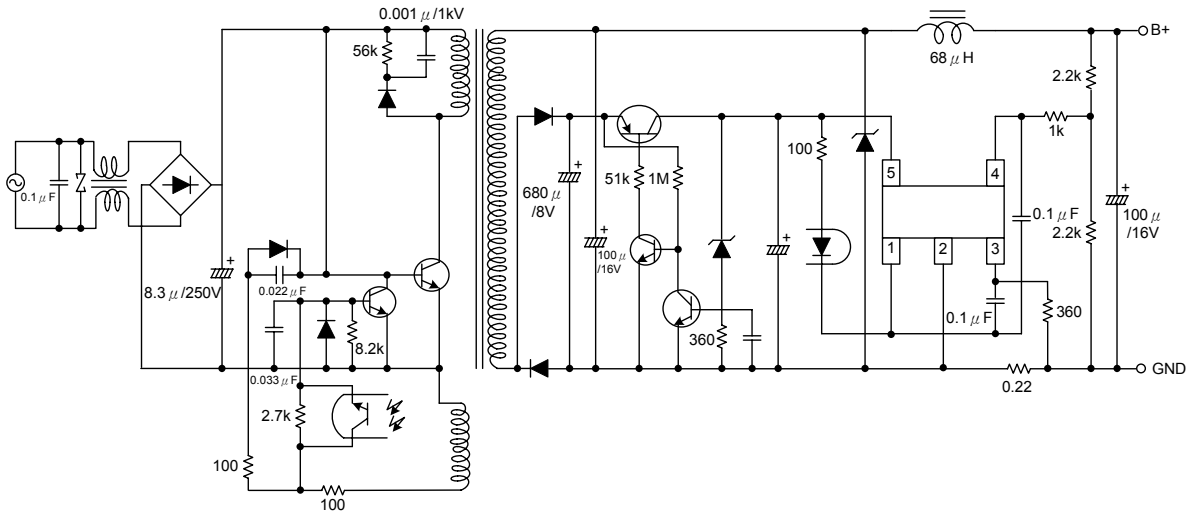 0.001μ/1kV
56k
B+
68μH
2.2k
1k
100
5
4
51k
1M
680μ
/8V
0.1μF
0.1μF
2.2k
100μ
/16V
100μ
/16V
1
2
3
8.3μ/250V
0.022μF
8.2k
360
0.1μF
360
0.033μF
GND
0.22
2.7k
100
100